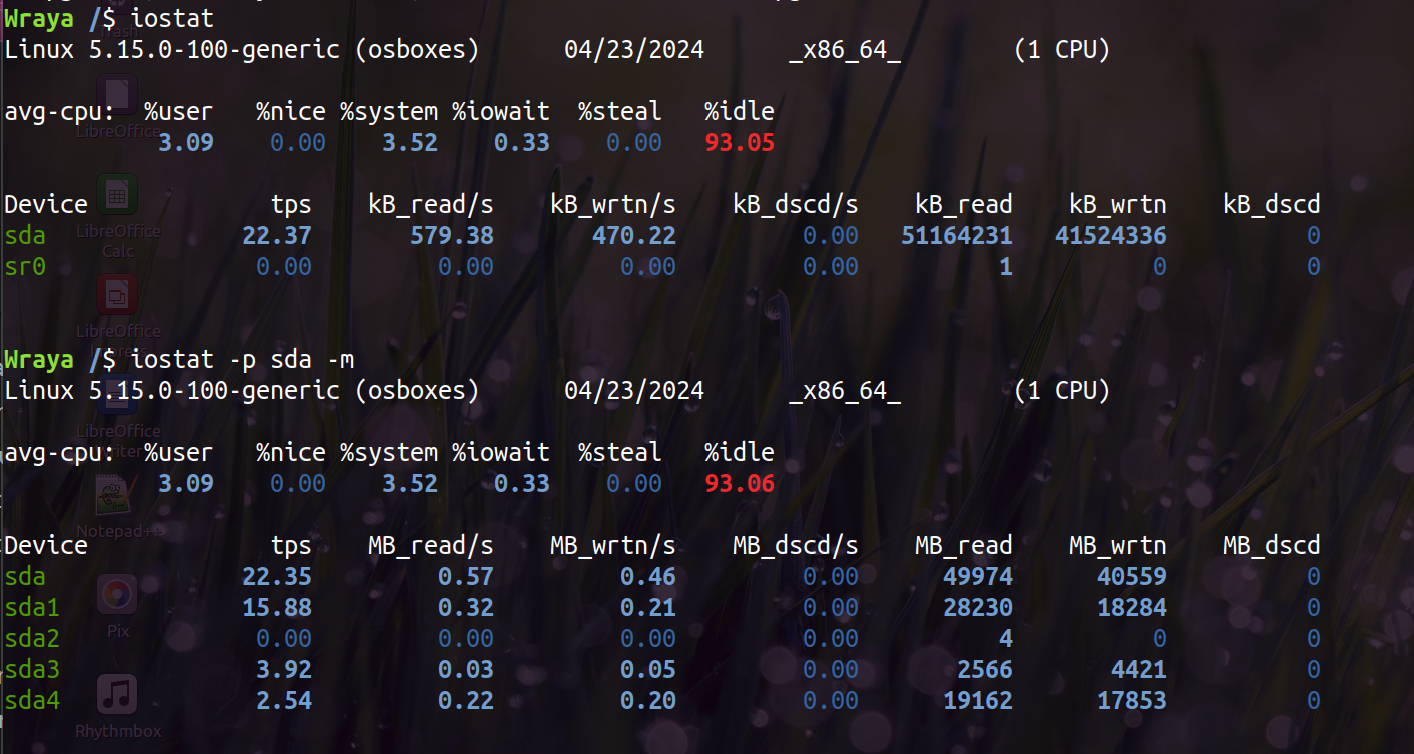 Wraya /$ iostat
Linux 5.15.0-100-generic (osboxes) 04/23/2024 _x86_64_ (1 CPU)
avg-cpu: %user %nice %system %iowait %steal %idle
3.09 0.00 3.52 0.33 0.00 93.05
Device tps kB_read/s kB_wrtn/s kB_dscd/s kB_read kB_wrtn kB_dscd
sda 22.37 579.38 470.22 0.00 51164231 41524336 0
sr0 0.00 0.00 0.00 0.00 1 0 0
Wraya /$ iostat -p sda -m
Linux 5.15.0-100-generic (osboxes) 04/23/2024 _x86_64_ (1 CPU)
avg-cpu: %user %nice %system %iowait %steal %idle
3.09 0.00 3.52 0.33 0.00 93.06
Device tps MB_read/s MB_wrtn/s MB_dscd/s MB_read MB_wrtn MB_dscd
sda 22.35 0.57 0.46 0.00 49974 40559 0
sda1 15.88 0.32 0.21 0.00 28230 18284 0
sda2 0.00 0.00 0.00 0.00 4 0 0
sda3 3.92 0.03 0.05 0.00 2566 4421 0
sda4 2.54 0.22 0.20 0.00 19162 17853 0
Trash
LibreOffice
LibreOffice
Calc
LibreOffice
LibreOffice
Notepad++
Pix
Rhythmbox